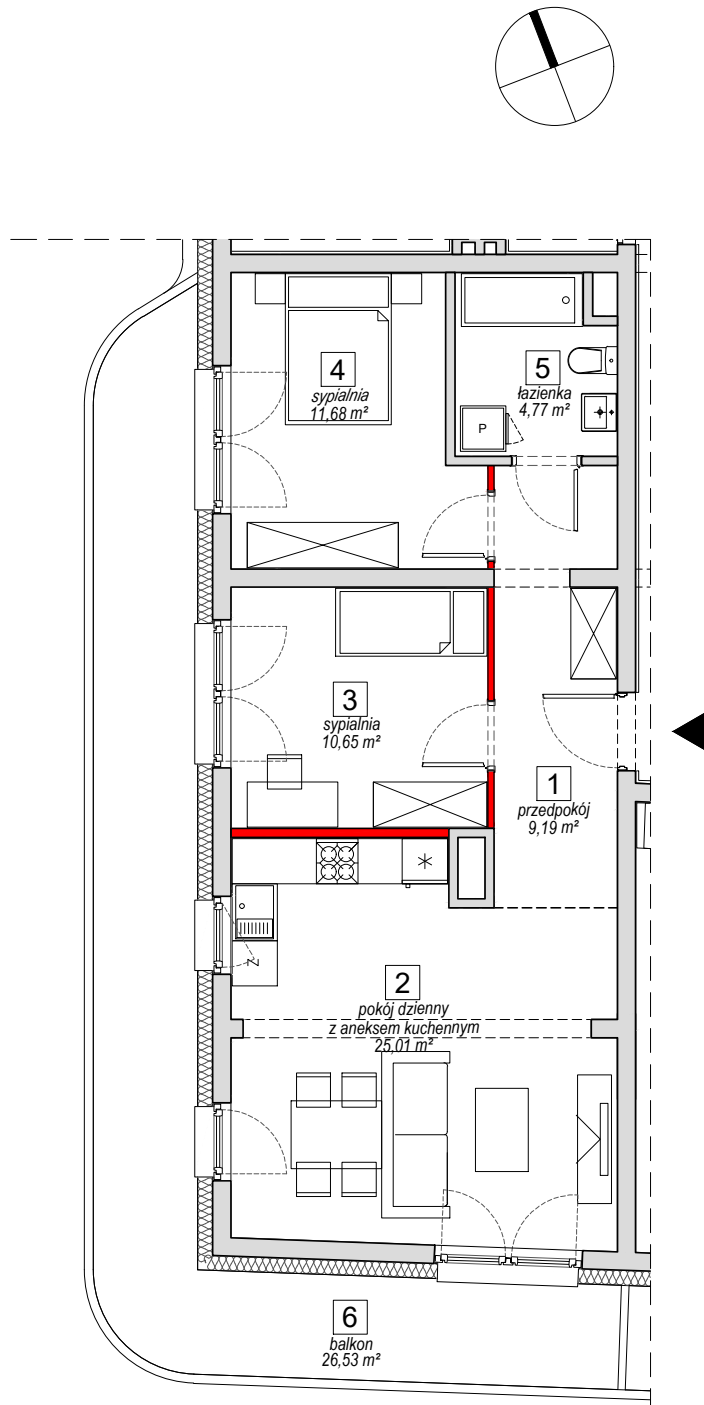 4
sypialnia
11,68 m²
5
łazienka
4,77 m²
P
3
sypialnia
10,65 m²
1
przedpokój
9,19 m²
2
pokój dzienny
z aneksem kuchennym
25,01 m²
Z
6
balkon
26,53 m²